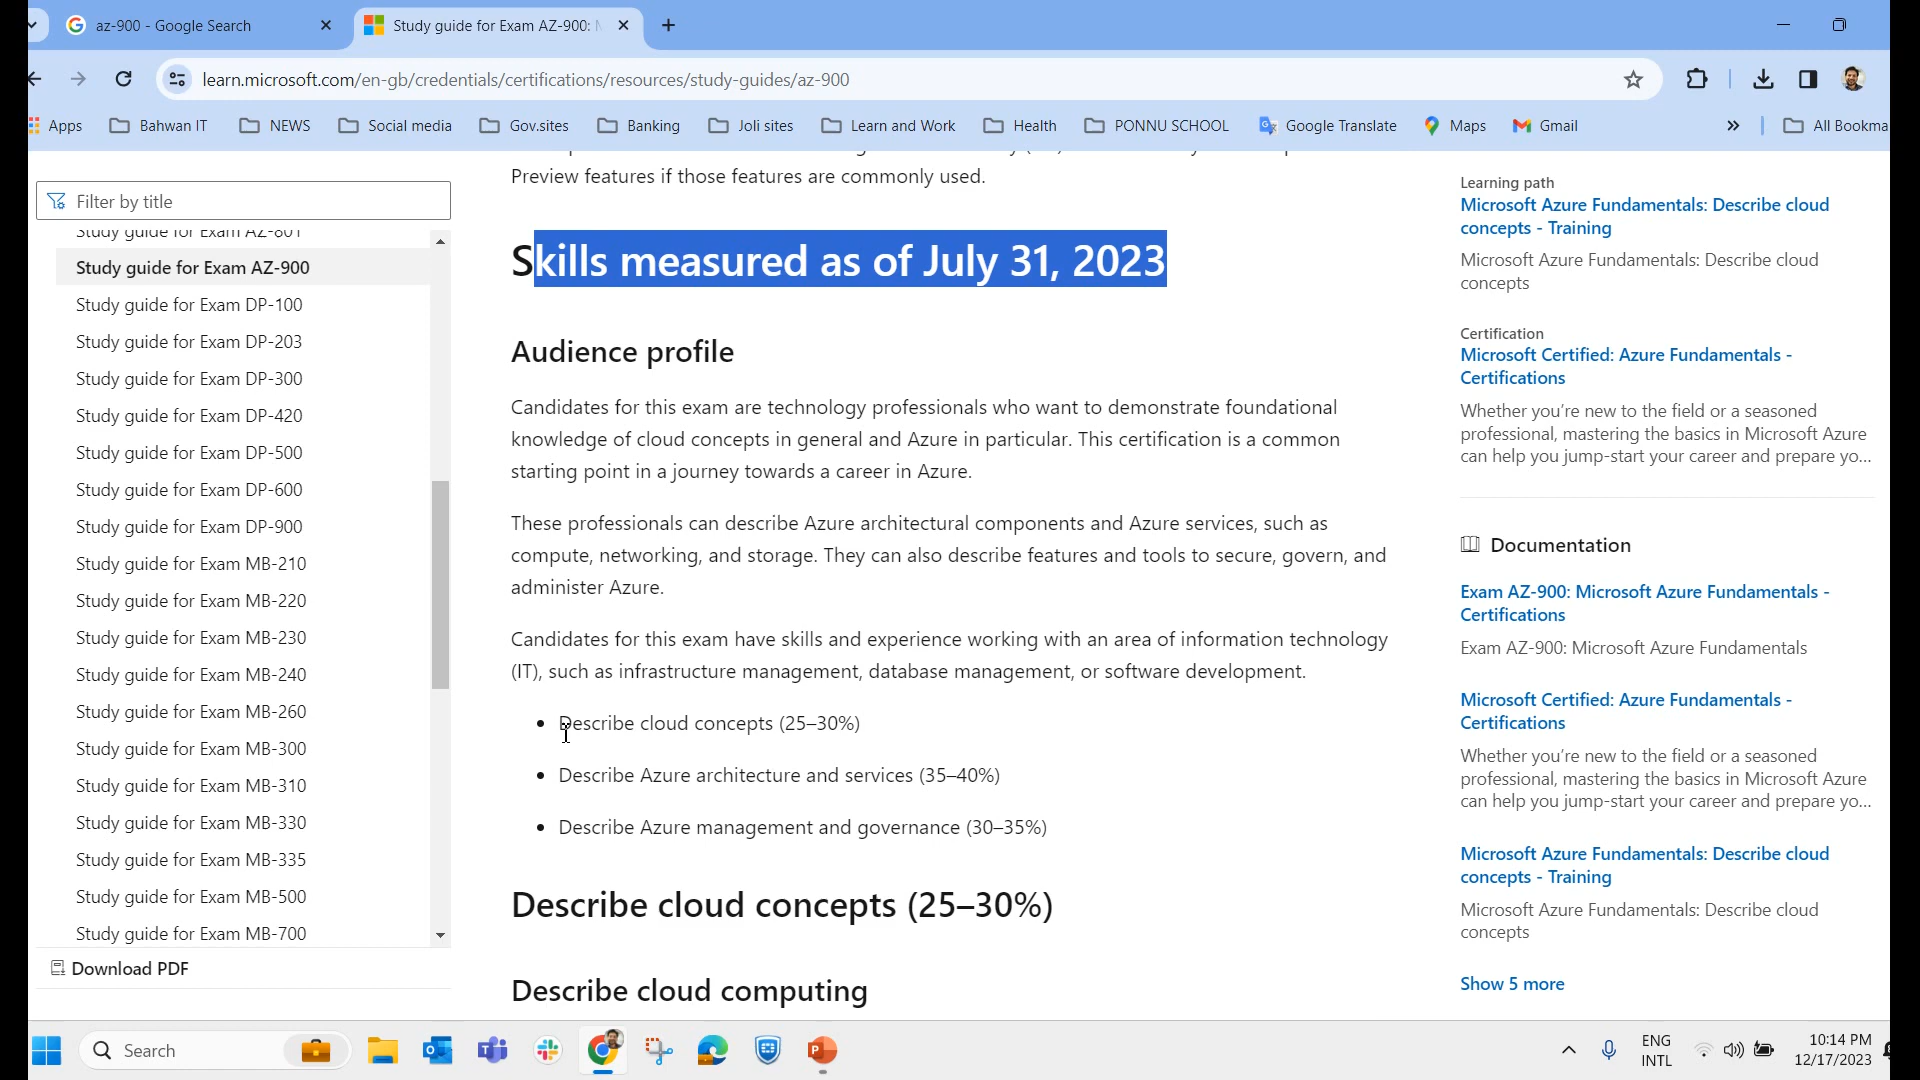 az-900 - Google Search
Study guide for Exam AZ-900:
learn.microsoft.com/en-gb/credentials/certifications/resources/study-guides/az-900
Apps
Bahwan IT
NEWS
Social media
Gov.sites
Banking
Joli sites
Learn and Work
Health
PONNU SCHOOL
Google Translate
Maps
Gmail
All Bookma
Filter by title
Study guide for Exam AZ-801
Study guide for Exam AZ-900
Study guide for Exam DP-100
Study guide for Exam DP-203
Study guide for Exam DP-300
Study guide for Exam DP-420
Study guide for Exam DP-500
Study guide for Exam DP-600
Study guide for Exam DP-900
Study guide for Exam MB-210
Study guide for Exam MB-220
Study guide for Exam MB-230
Study guide for Exam MB-240
Study guide for Exam MB-260
Study guide for Exam MB-300
Study guide for Exam MB-310
Study guide for Exam MB-330
Study guide for Exam MB-335
Study guide for Exam MB-500
Study guide for Exam MB-700
Download PDF
Preview features if those features are commonly used.
Skills measured as of July 31, 2023
Audience profile
Candidates for this exam are technology professionals who want to demonstrate foundational
knowledge of cloud concepts in general and Azure in particular. This certification is a common
starting point in a journey towards a career in Azure.
These professionals can describe Azure architectural components and Azure services, such as
compute, networking, and storage. They can also describe features and tools to secure, govern, and
administer Azure.
Candidates for this exam have skills and experience working with an area of information technology
(IT), such as infrastructure management, database management, or software development.
• Describe cloud concepts (25–30%)
• Describe Azure architecture and services (35–40%)
• Describe Azure management and governance (30–35%)
Describe cloud concepts (25–30%)
Describe cloud computing
Learning path
Microsoft Azure Fundamentals: Describe cloud
concepts - Training
Microsoft Azure Fundamentals: Describe cloud
concepts
Certification
Microsoft Certified: Azure Fundamentals -
Certifications
Whether you're new to the field or a seasoned
professional, mastering the basics in Microsoft Azure
can help you jump-start your career and prepare yo...
Documentation
Exam AZ-900: Microsoft Azure Fundamentals -
Certifications
Exam AZ-900: Microsoft Azure Fundamentals
Microsoft Certified: Azure Fundamentals -
Certifications
Whether you're new to the field or a seasoned
professional, mastering the basics in Microsoft Azure
can help you jump-start your career and prepare yo...
Microsoft Azure Fundamentals: Describe cloud
concepts - Training
Microsoft Azure Fundamentals: Describe cloud
concepts
Show 5 more
Search
ENG
INTL
10:14 PM
12/17/2023